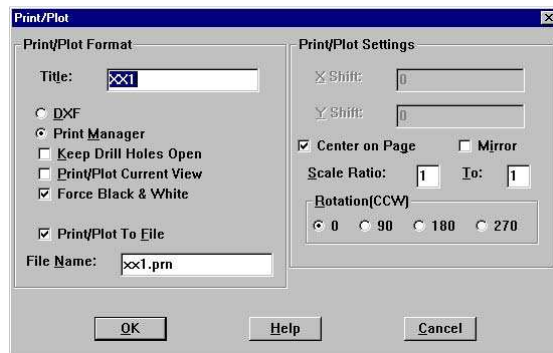 Print/Plot
Print/Plot Format
Title: XX1
DXF
Print Manager
Keep Drill Holes Open
Print/Plot Current View
Force Black & White
Print/Plot To File
File Name: xx1.prn
Print/Plot Settings
X Shift: 0
Y Shift: 0
Center on Page Mirror
Scale Ratio: 1 To: 1
Rotation(CCW)
0 90 180 270
OK Help Cancel